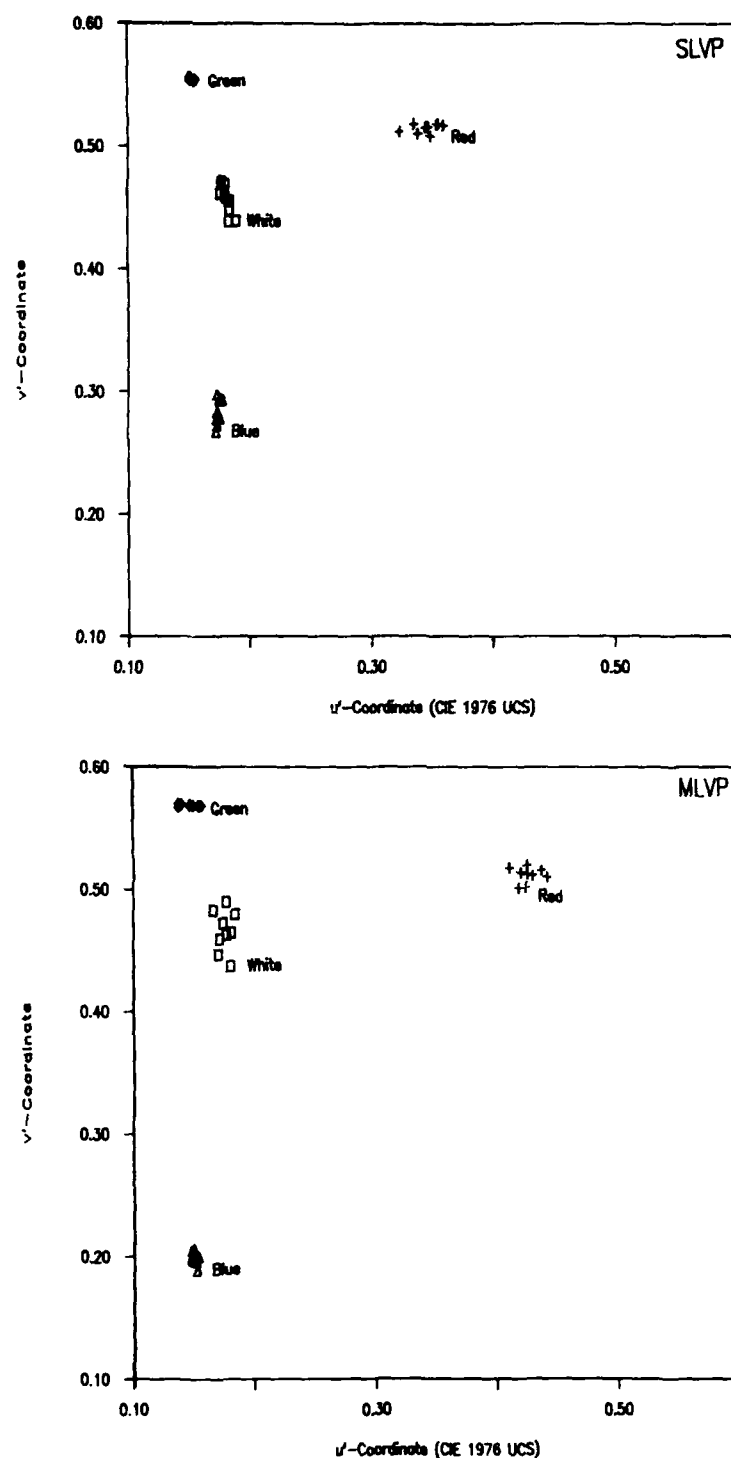 0.60
SLVP
Green
Red
0.50
White
0.40
v'-Coordinate
0.30
Blue
0.20
0.10
0.10 0.30 0.50
u'-Coordinate (CIE 1976 UCS)
0.60
MLVP
Green
Red
0.50
White
0.40
v'-Coordinate
0.30
0.20
Blue
0.10
0.10 0.30 0.50
u'-Coordinate (CIE 1976 UCS)